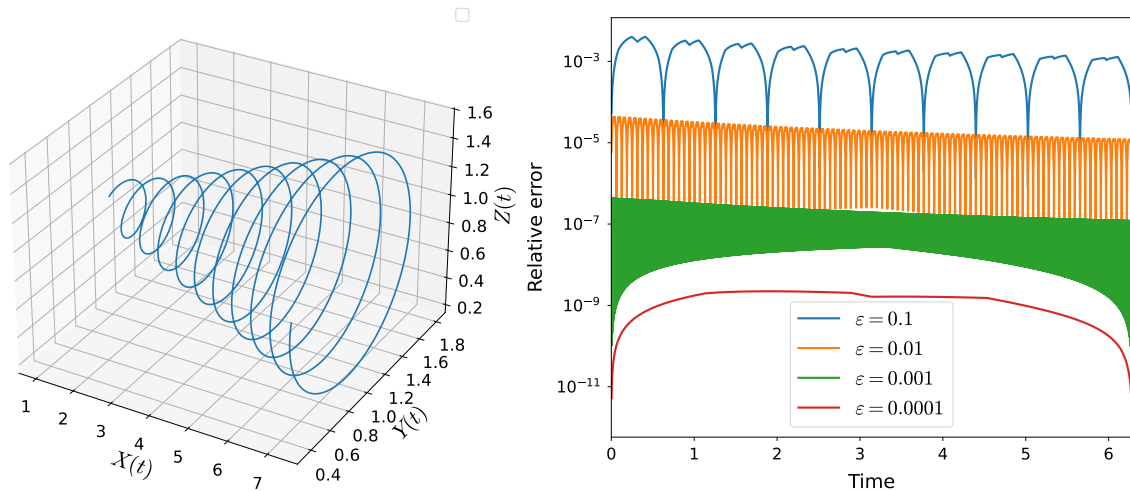 1.6
1.4
1.2
1.0
0.8
0.6
0.4
0.2
Z(t)
1.8
1.6
1.4
1.2
1.0
0.8
0.6
0.4
Y(t)
1 2 3 4 5 6 7
X(t)
Relative error
10⁻³
10⁻⁵
10⁻⁷
10⁻⁹
10⁻¹¹
ε = 0.1
ε = 0.01
ε = 0.001
ε = 0.0001
0 1 2 3 4 5 6
Time